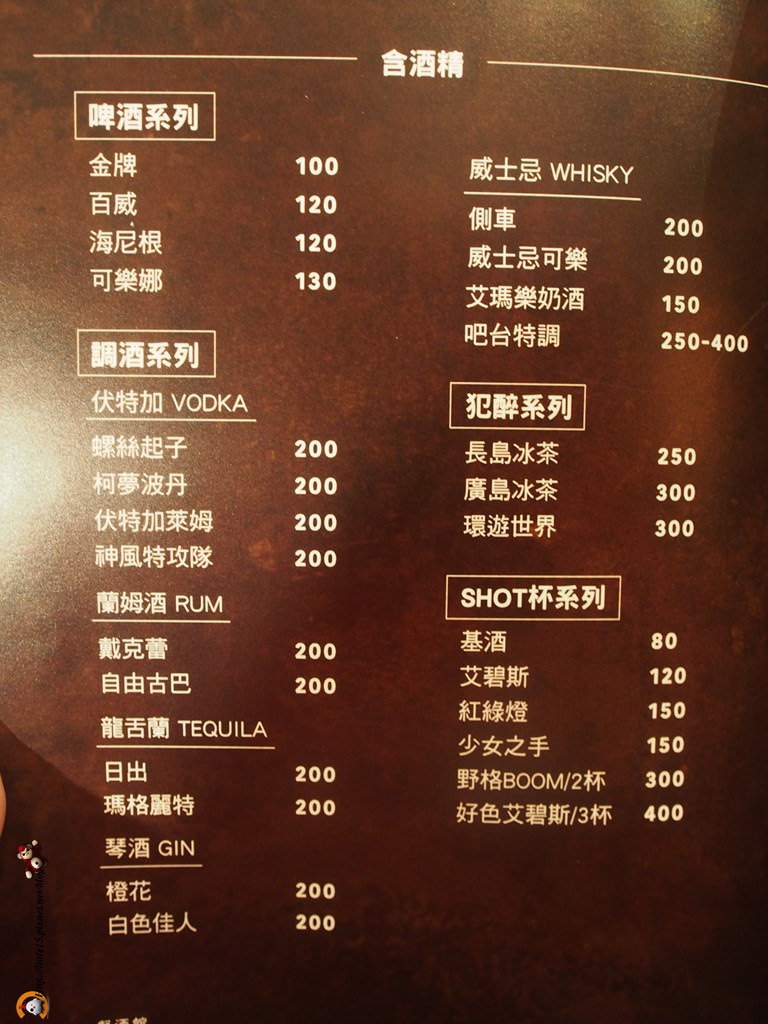 含酒精
啤酒系列
金牌 100
百威 120
海尼根 120
可樂娜 130
調酒系列
伏特加 VODKA
螺絲起子 200
柯夢波丹 200
伏特加萊姆 200
神風特攻隊 200
蘭姆酒 RUM
戴克蕾 200
自由古巴 200
龍舌蘭 TEQUILA
日出 200
瑪格麗特 200
琴酒 GIN
橙花 200
白色佳人 200
威士忌 WHISKY
側車 200
威士忌可樂 200
艾瑪樂奶酒 150
吧台特調 250-400
犯醉系列
長島冰茶 250
廣島冰茶 300
環遊世界 300
SHOT杯系列
基酒 80
艾碧斯 120
紅綠燈 150
少女之手 150
野格BOOM/2杯 300
好色艾碧斯/3杯 400